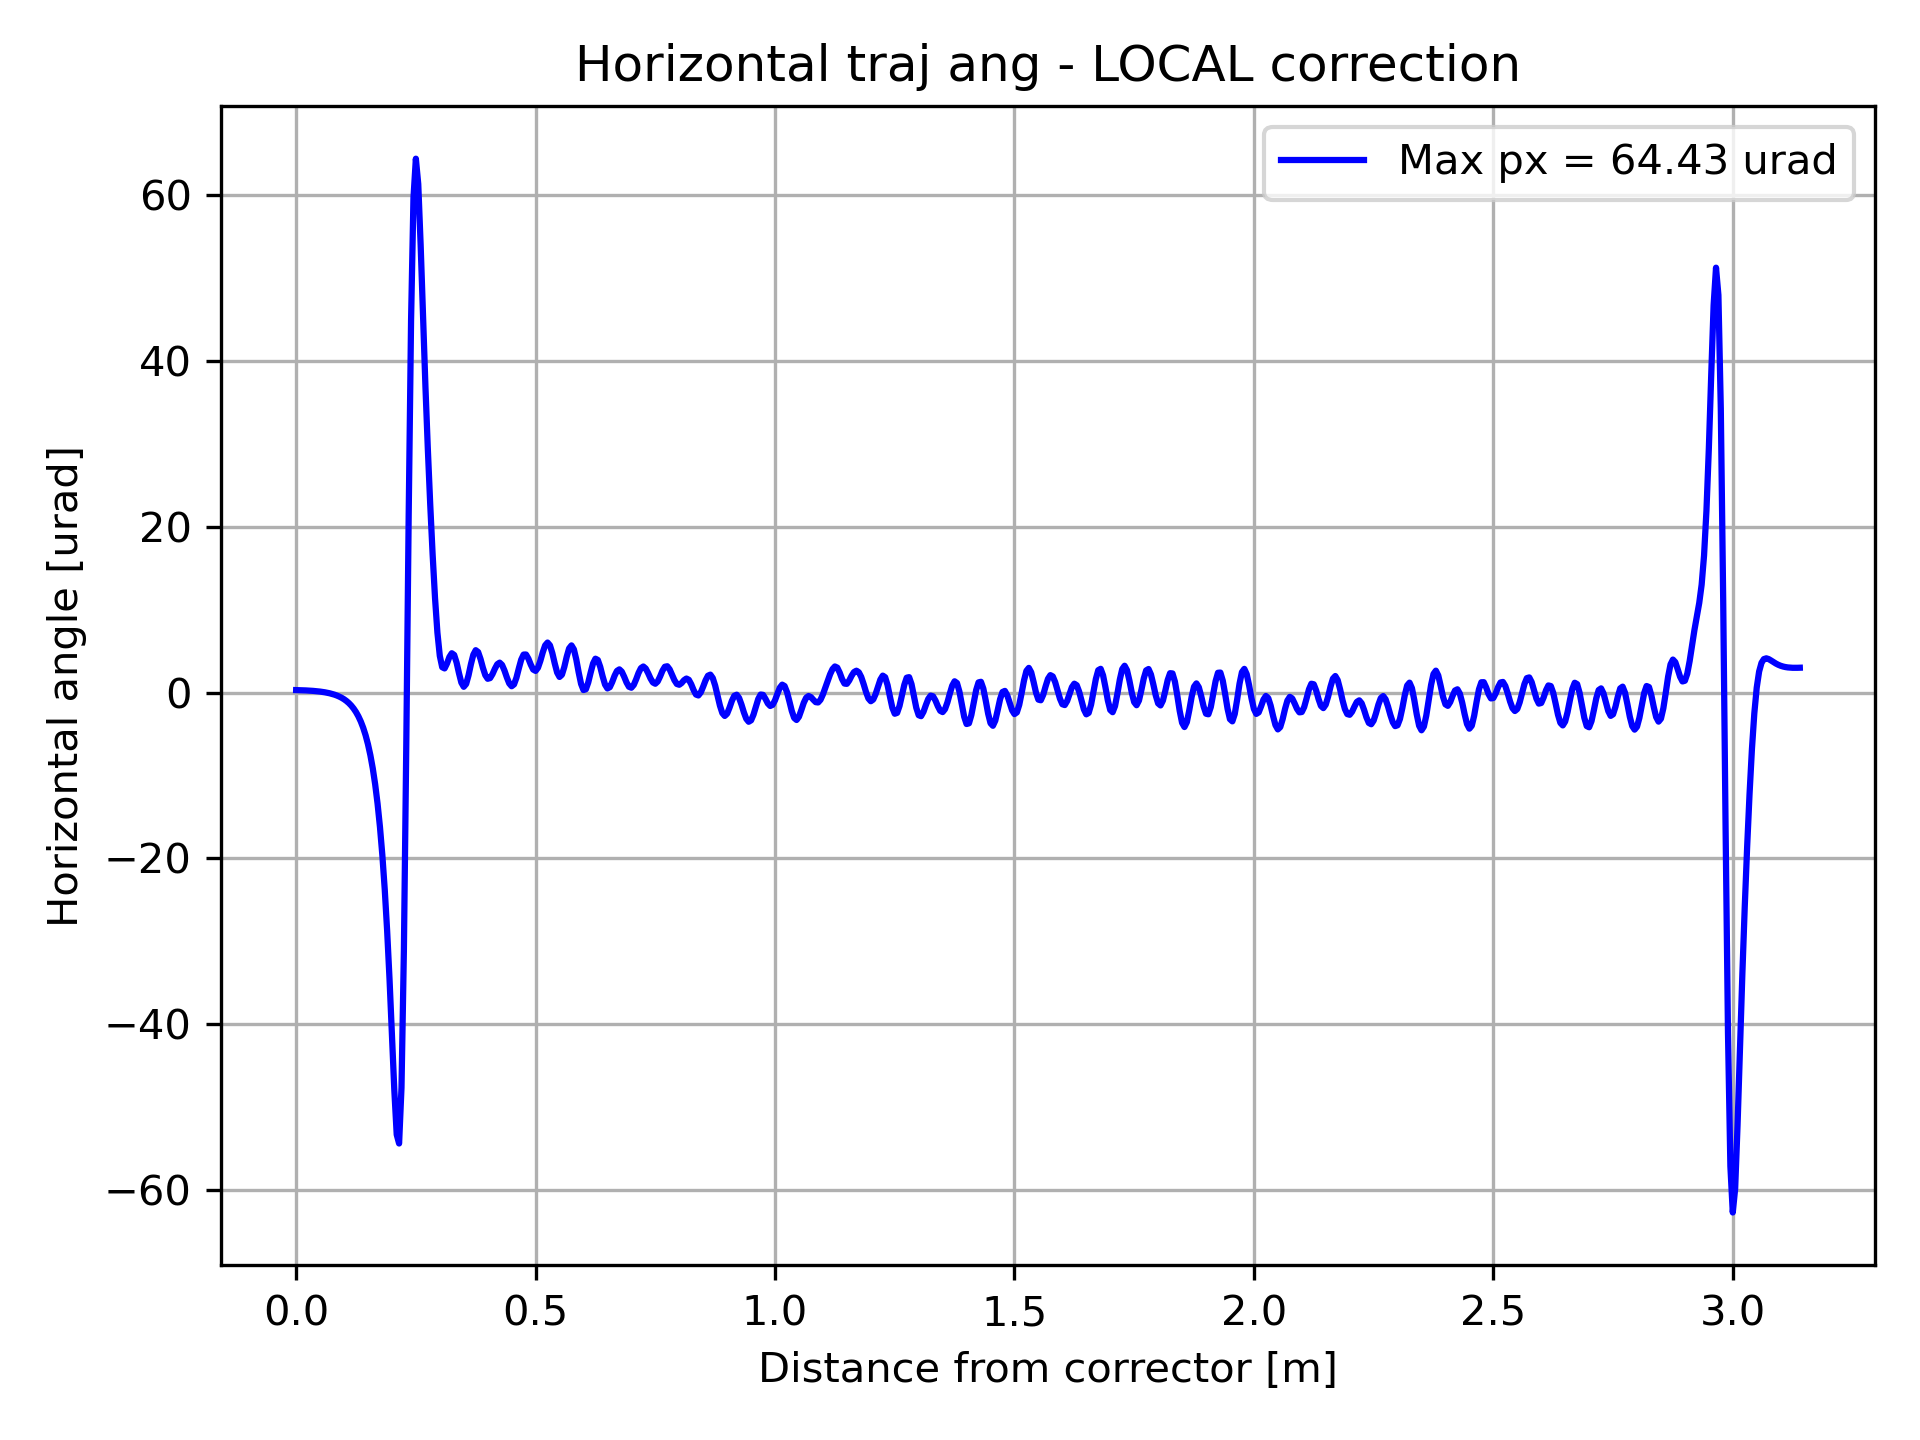 Horizontal traj ang - LOCAL correction
Max px = 64.43 urad
Horizontal angle [urad]
60
40
20
0
−20
−40
−60
0.0 0.5 1.0 1.5 2.0 2.5 3.0
Distance from corrector [m]